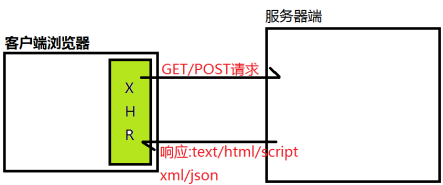 服务器端
客户端浏览器
GET/POST请求
X
H
R
响应:text/html/script
xml/json